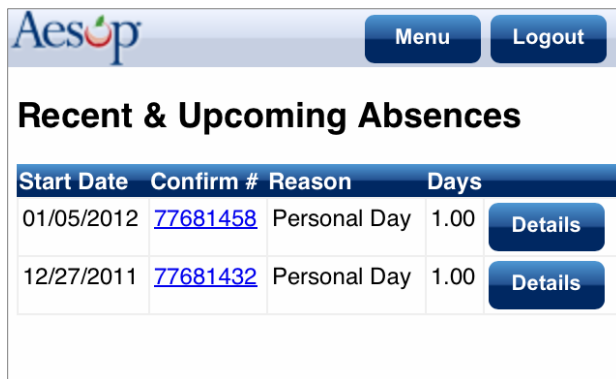 Aesop Menu Logout
Recent & Upcoming Absences
Start Date Confirm # Reason Days
01/05/2012 77681458 Personal Day 1.00 Details
12/27/2011 77681432 Personal Day 1.00 Details